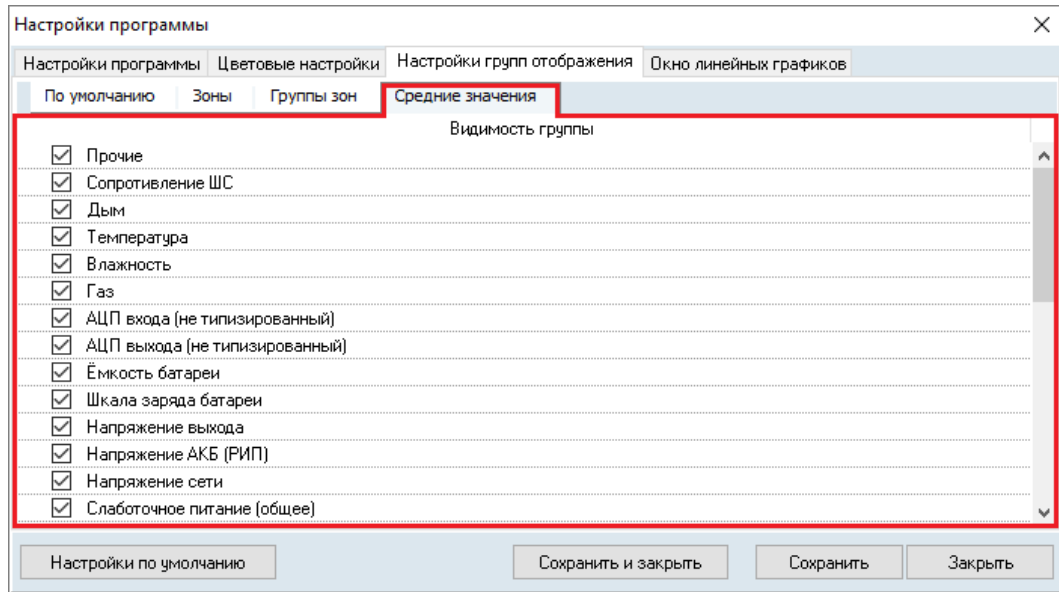 Настройки программы
Настройки программы Цветовые настройки Настройки групп отображения Окно линейных графиков
По умолчанию Зоны Группы зон Средние значения
Видимость группы
Прочие
Сопротивление ШС
Дым
Температура
Влажность
Газ
АЦП входа (не типизированный)
АЦП выхода (не типизированный)
Ёмкость батареи
Шкала заряда батареи
Напряжение выхода
Напряжение АКБ (РИП)
Напряжение сети
Слаботочное питание (общее)
Настройки по умолчанию Сохранить и закрыть Сохранить Закрыть